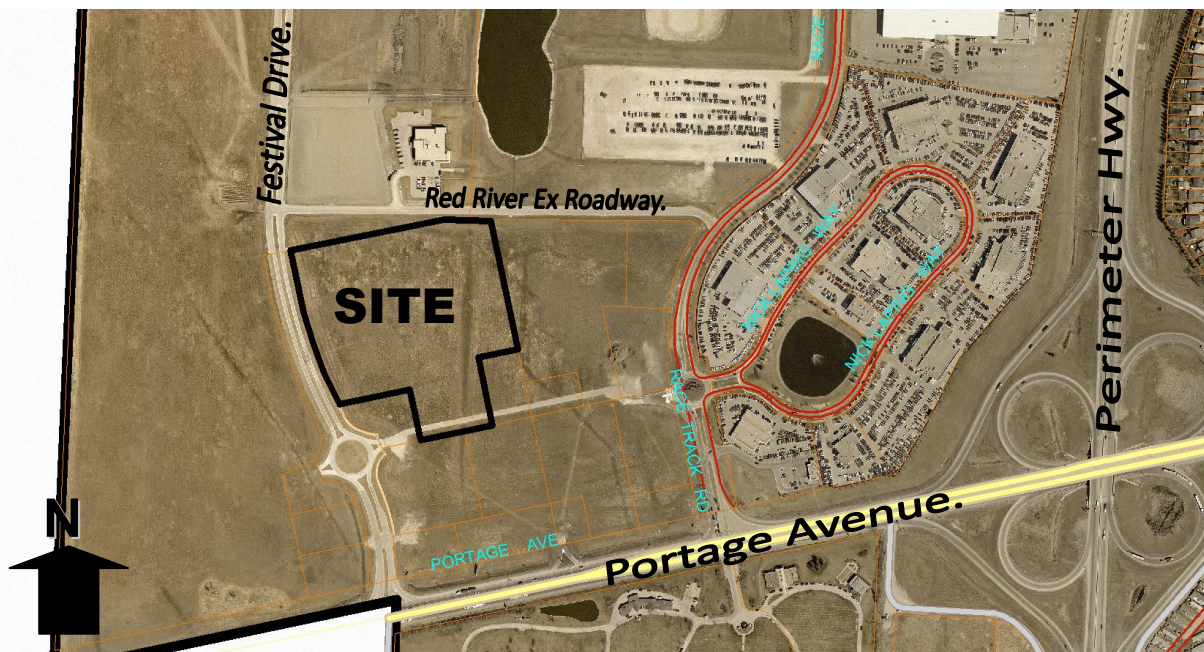 Festival Drive.
RACE
Perimeter Hwy.
Red River Ex Roadway.
NICK LAPING WAY
NICK LAPING WAY
SITE
RACE TRACK RD
N
PORTAGE AVE
Portage Avenue.